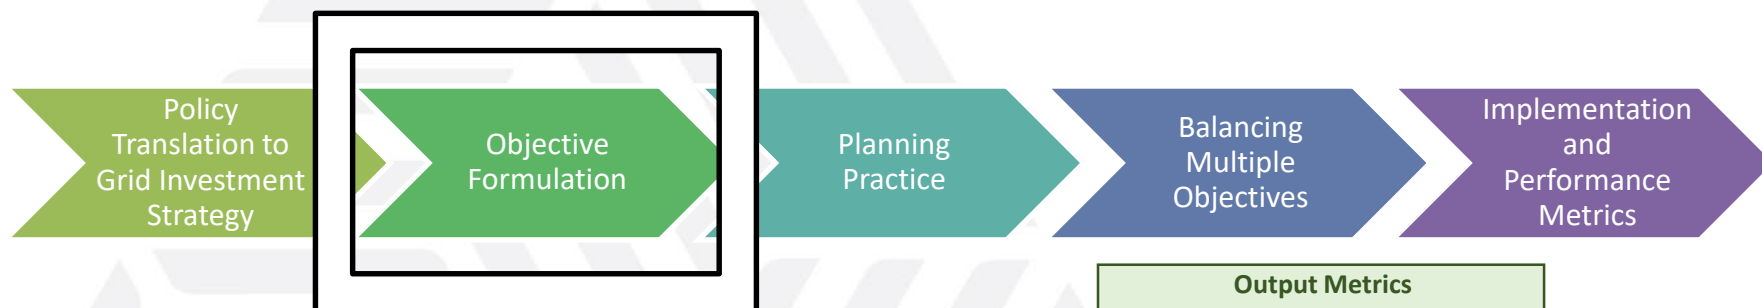 Policy
Translation to
Grid Investment
Strategy
Objective
Formulation
Planning
Practice
Balancing
Multiple
Objectives
Implementation
and
Performance
Metrics
Output Metrics